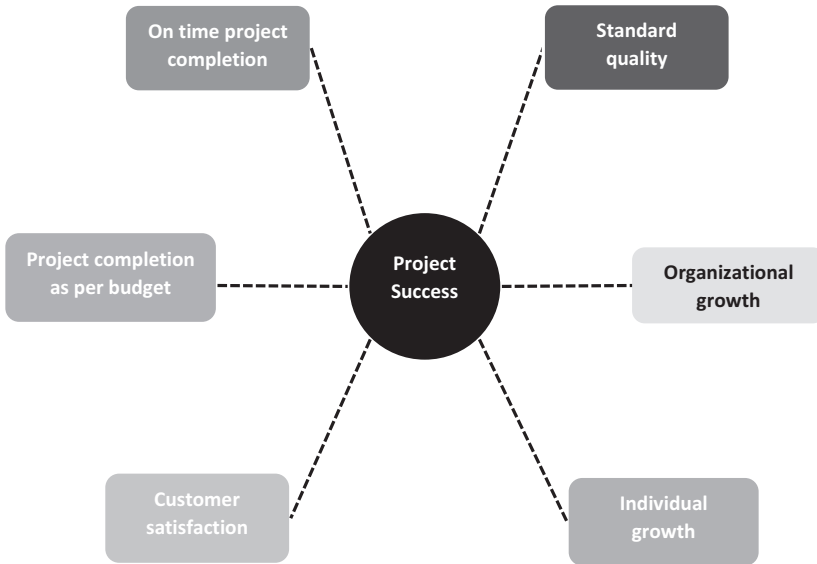 On time project
completion
Standard
quality
Project completion
as per budget
Project
Success
Organizational
growth
Customer
satisfaction
Individual
growth